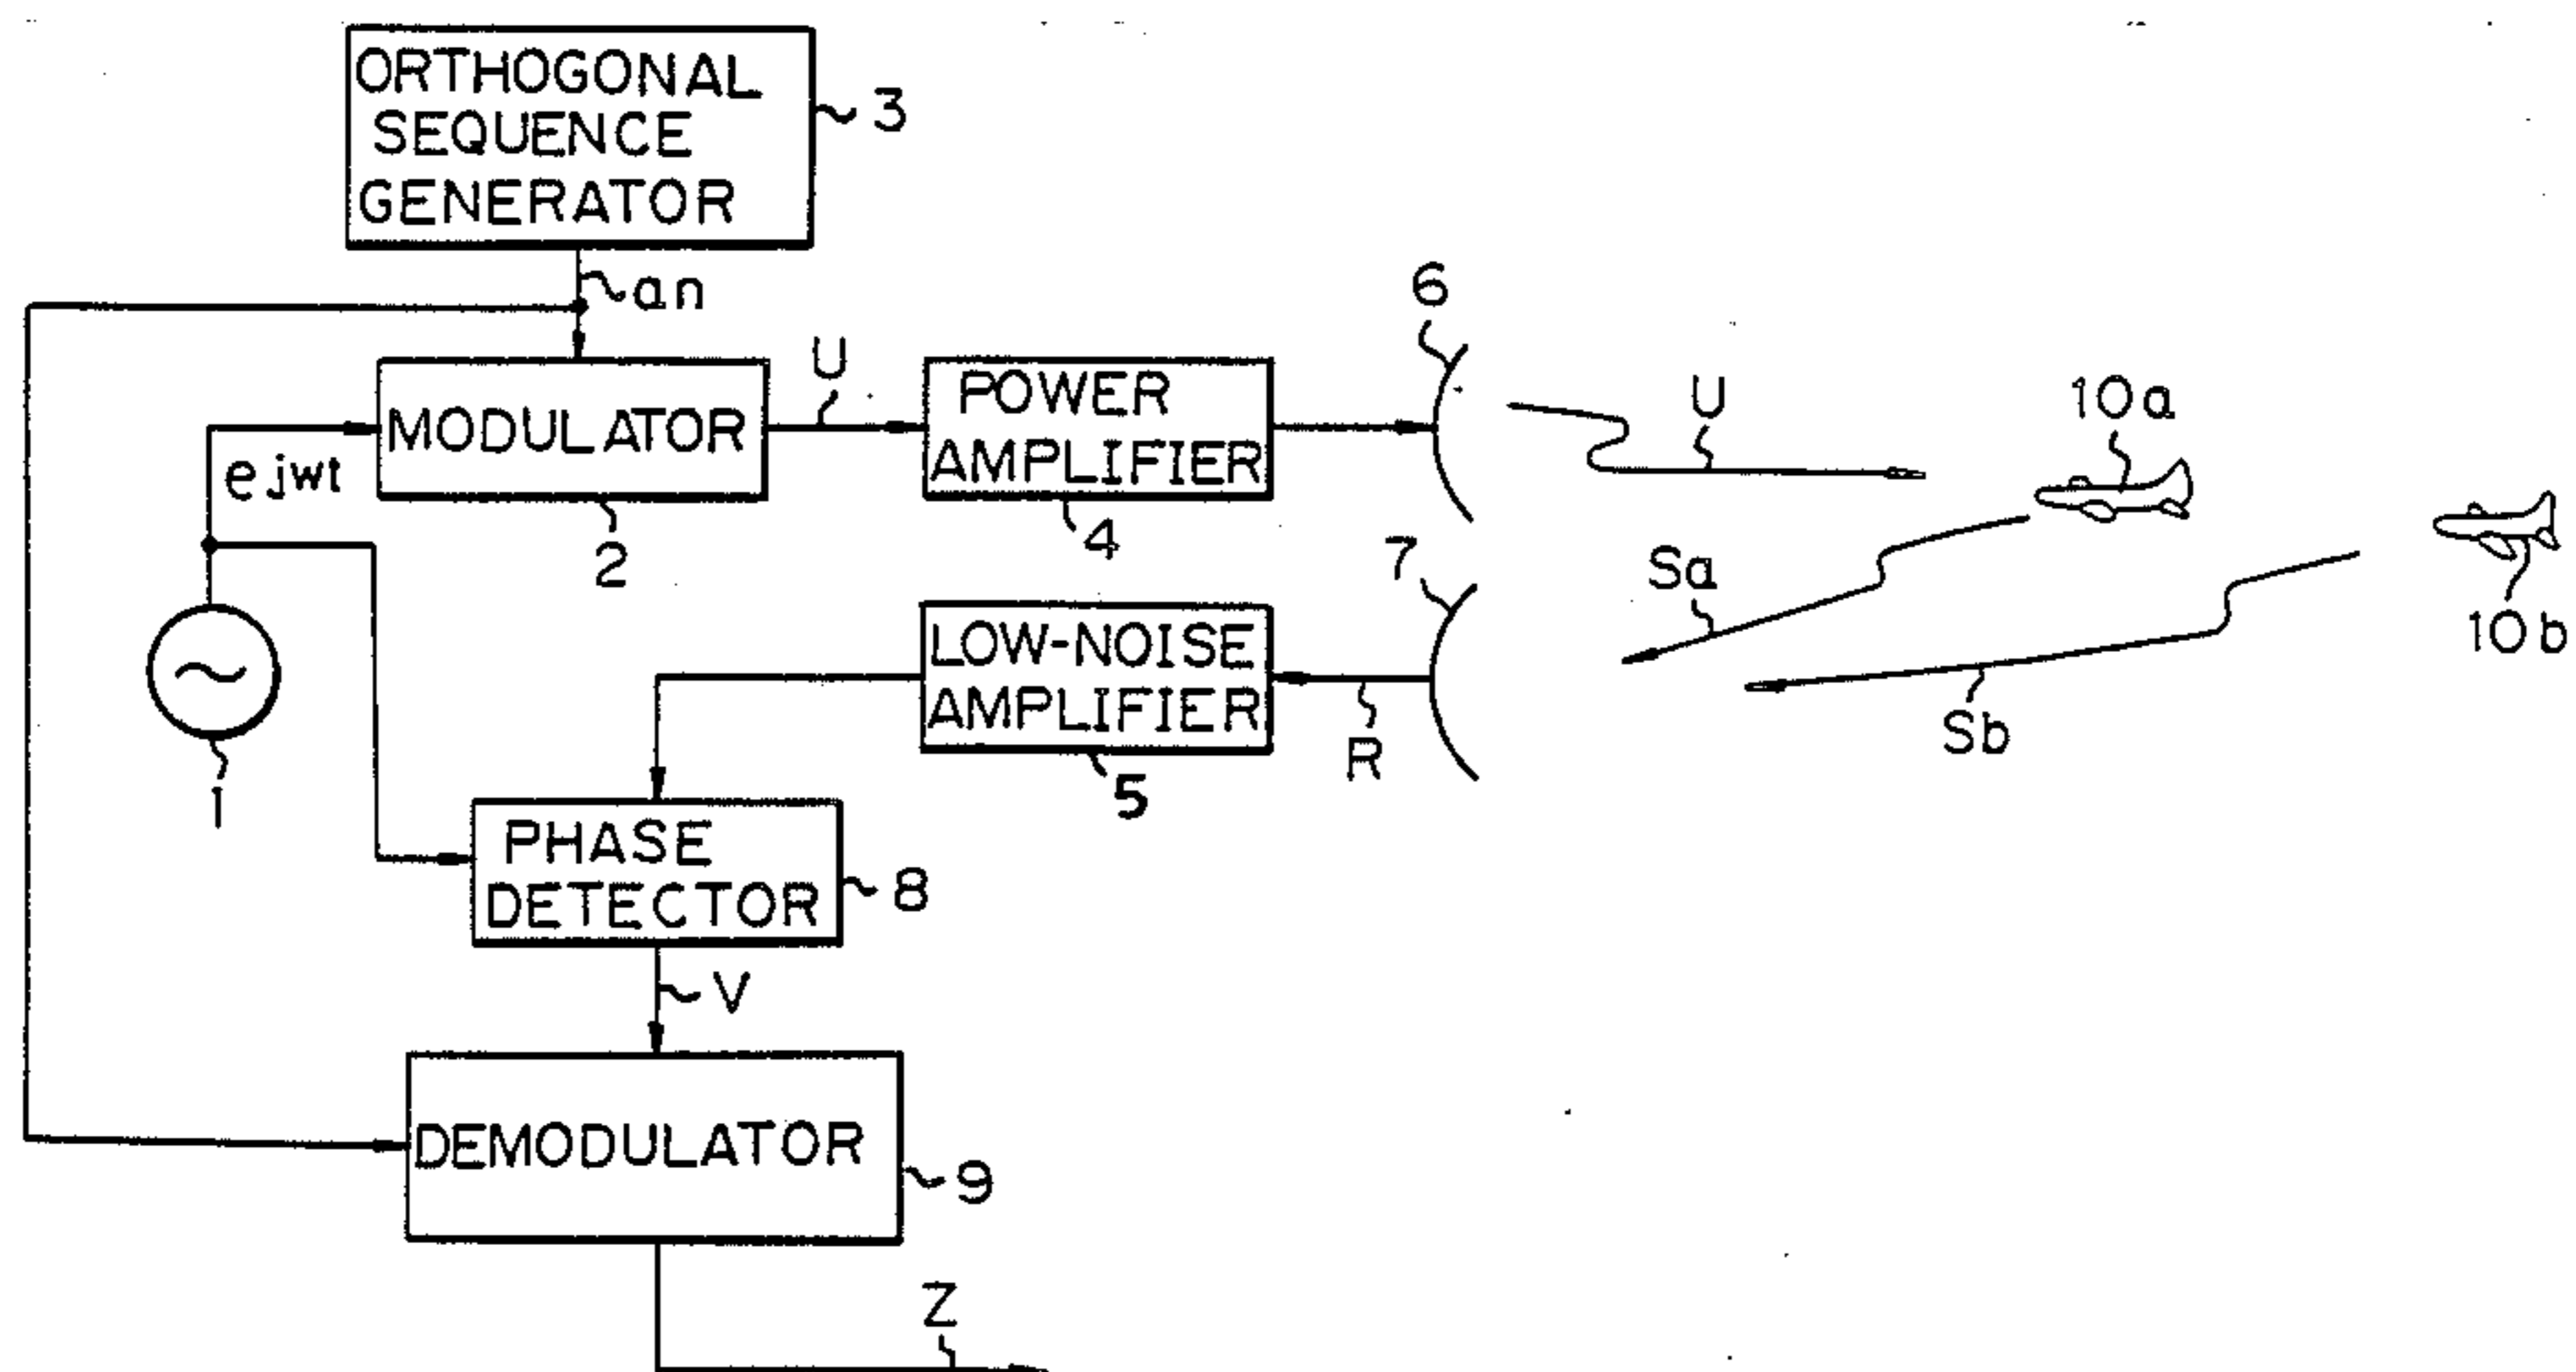 ORTHOGONAL
SEQUENCE
GENERATOR
3
an
6
U
U
10a
MODULATOR
POWER
AMPLIFIER
ejwt
2
4
7
Sa
10b
LOW-NOISE
AMPLIFIER
Sb
R
1
5
PHASE
DETECTOR
8
V
DEMODULATOR
9
Z